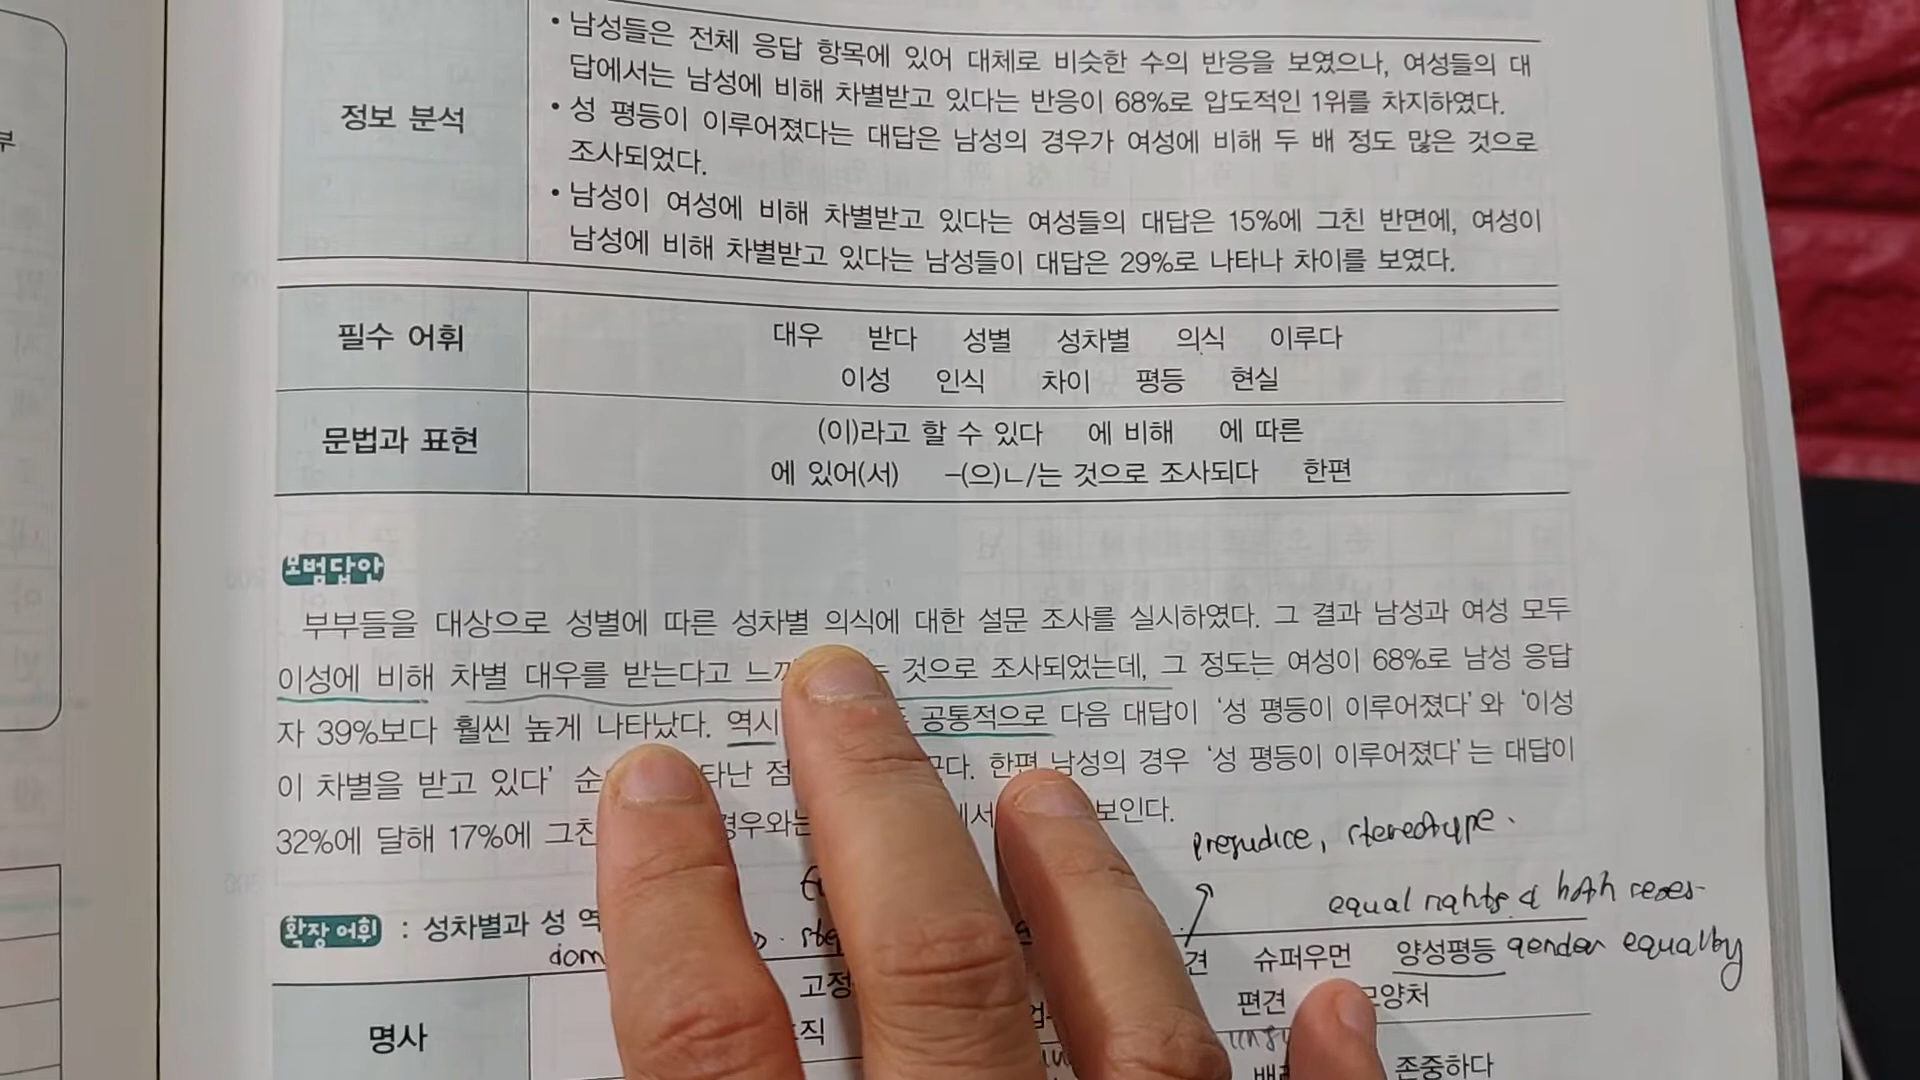 • 남성들은 전체 응답 항목에 있어 대체로 비슷한 수의 반응을 보였으나, 여성들의 대
답에서는 남성에 비해 차별받고 있다는 반응이 68%로 압도적인 1위를 차지하였다.
정보 분석
• 성 평등이 이루어졌다는 대답은 남성의 경우가 여성에 비해 두 배 정도 많은 것으로
조사되었다.
• 남성이 여성에 비해 차별받고 있다는 여성들의 대답은 15%에 그친 반면에, 여성이
남성에 비해 차별받고 있다는 남성들이 대답은 29%로 나타나 차이를 보였다.
필수 어휘
대우 받다 성별 성차별 의식 이루다
이성 인식 차이 평등 현실
문법과 표현
(이)라고 할 수 있다 에 비해 에 따른
에 있어(서) -(으)ㄴ/는 것으로 조사되다 한편
모범답안
부부들을 대상으로 성별에 따른 성차별 의식에 대한 설문 조사를 실시하였다. 그 결과 남성과 여성 모두
이성에 비해 차별 대우를 받는다고 것으로 조사되었는데, 그 정도는 여성이 68%로 남성 응답
자 39%보다 훨씬 높게 나타났다. 역시 공통적으로 다음 대답이 '성 평등이 이루어졌다'와 '이성
이 차별을 받고 있다' 한편 남성의 경우 '성 평등이 이루어졌다'는 대답이
32%에 달해 17%에 보인다.
prejudice, stereotype.
equal rights
확장 어휘 : 성차별과 성
슈퍼우먼 양성평등 gender equality
편견
명사
존중하다